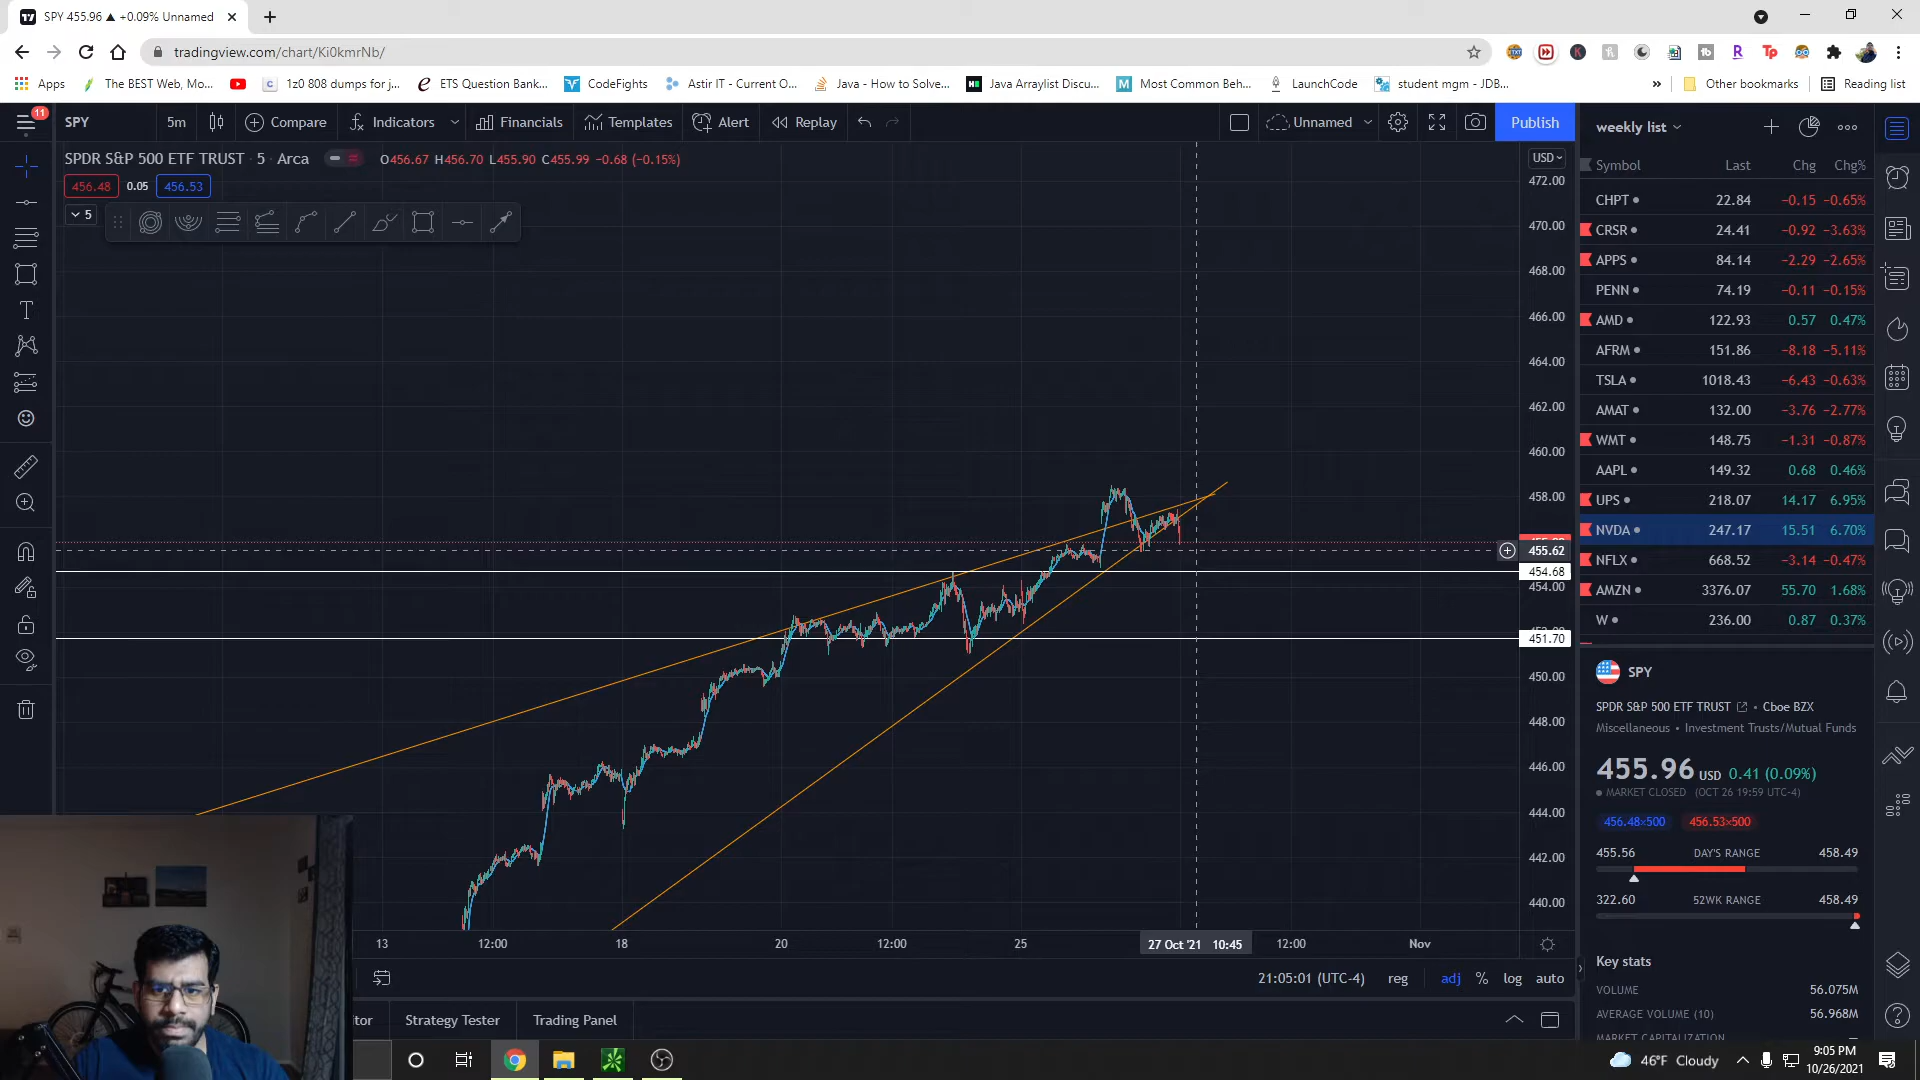 SPY 455.96 ▲ +0.09% Unnamed
tradingview.com/chart/Ki0kmrNb/
Apps The BEST Web, Mo... 1z0 808 dumps for j... ETS Question Bank... CodeFights Astir IT - Current O... Java - How to Solve... Java Arraylist Discu... Most Common Beh... LaunchCode student mgm - JDB... » Other bookmarks Reading list
11 SPY 5m Compare Indicators Financials Templates Alert Replay Unnamed Publish
SPDR S&P 500 ETF TRUST · 5 · Arca O456.67 H456.70 L455.90 C455.99 −0.68 (−0.15%)
456.48 0.05 456.53
5
USD
472.00
470.00
468.00
466.00
464.00
462.00
460.00
458.00
455.62
454.68
454.00
451.70
450.00
448.00
446.00
444.00
442.00
440.00
13 12:00 18 20 12:00 25 27 Oct '21 10:45 12:00 Nov
21:05:01 (UTC-4) reg adj % log auto
tor Strategy Tester Trading Panel
weekly list
Symbol Last Chg Chg%
CHPT 22.84 −0.15 −0.65%
CRSR 24.41 −0.92 −3.63%
APPS 84.14 −2.29 −2.65%
PENN 74.19 −0.11 −0.15%
AMD 122.93 0.57 0.47%
AFRM 151.86 −8.18 −5.11%
TSLA 1018.43 −6.43 −0.63%
AMAT 132.00 −3.76 −2.77%
WMT 148.75 −1.31 −0.87%
AAPL 149.32 0.68 0.46%
UPS 218.07 14.17 6.95%
NVDA 247.17 15.51 6.70%
NFLX 668.52 −3.14 −0.47%
AMZN 3376.07 55.70 1.68%
W 236.00 0.87 0.37%
SPY
SPDR S&P 500 ETF TRUST • Cboe BZX
Miscellaneous • Investment Trusts/Mutual Funds
455.96 USD 0.41 (0.09%)
MARKET CLOSED (OCT 26 19:59 UTC-4)
456.48×500 456.53×500
455.56 DAY'S RANGE 458.49
322.60 52WK RANGE 458.49
Key stats
VOLUME 56.075M
AVERAGE VOLUME (10) 56.968M
MARKET CAPITALIZATION
46°F Cloudy
9:05 PM
10/26/2021